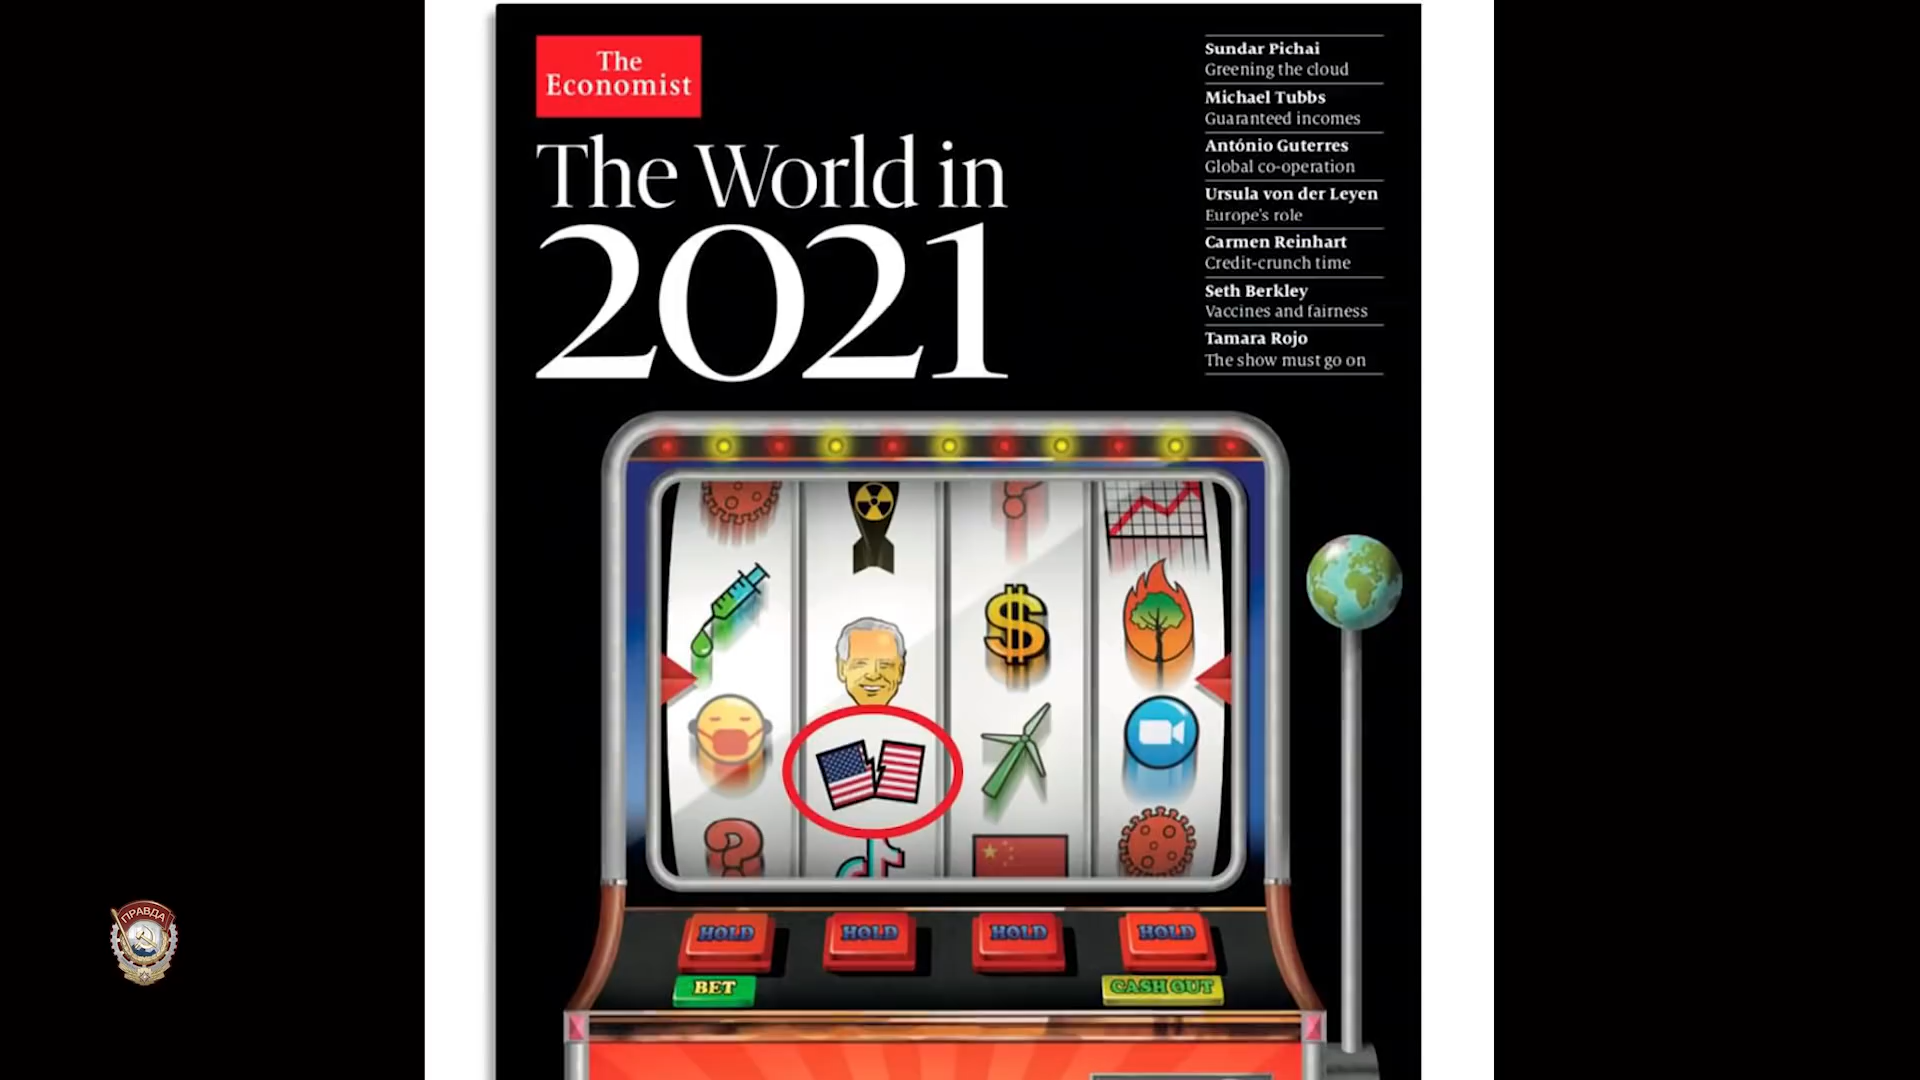 The
Economist
The World in
2021
Sundar Pichai
Greening the cloud
Michael Tubbs
Guaranteed incomes
António Guterres
Global co-operation
Ursula von der Leyen
Europe's role
Carmen Reinhart
Credit-crunch time
Seth Berkley
Vaccines and fairness
Tamara Rojo
The show must go on
$
?
HOLD HOLD HOLD HOLD
BET CASH OUT
ПРАВДА